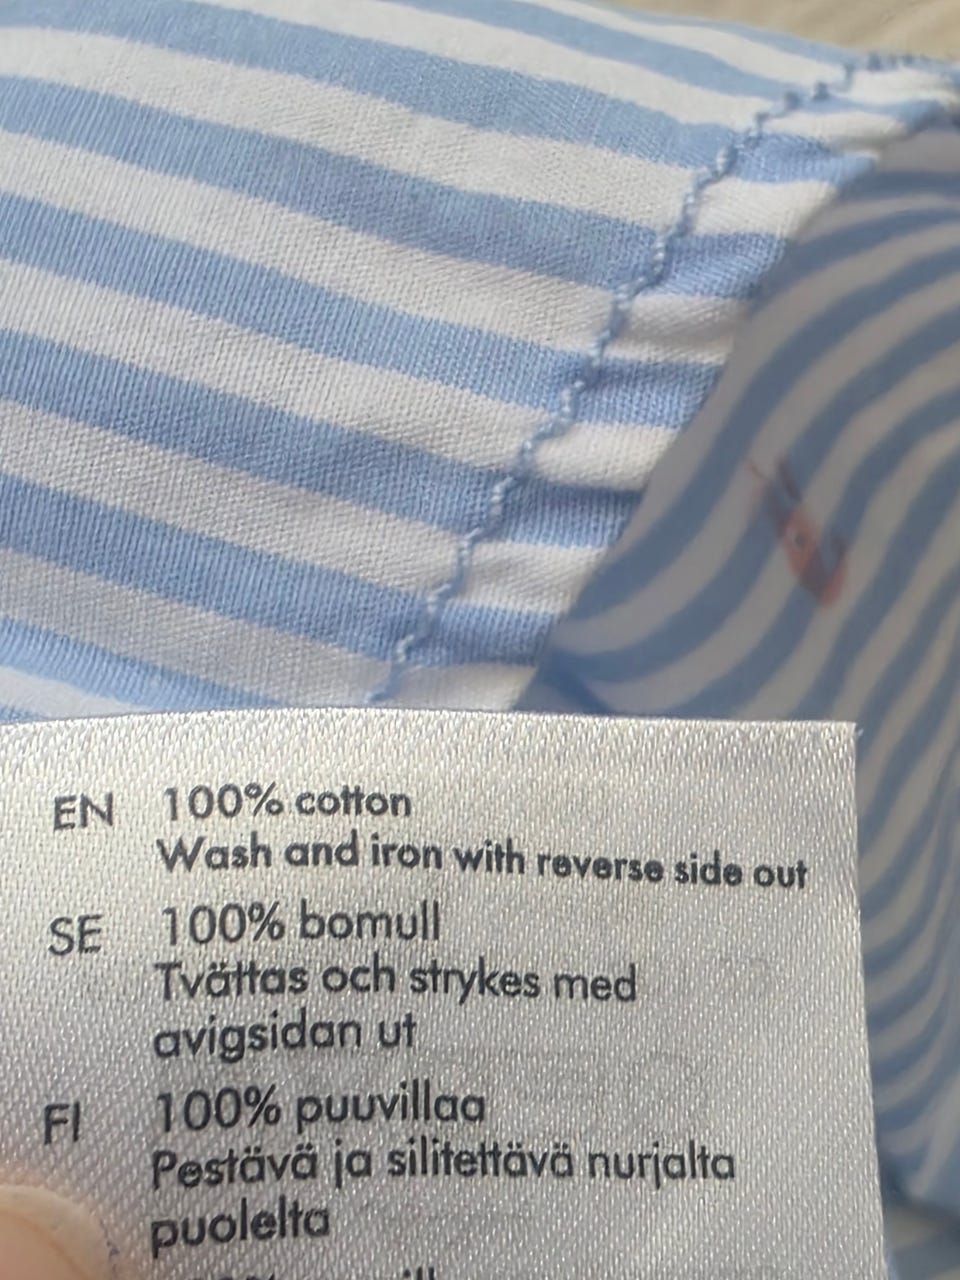 EN 100% cotton
Wash and iron with reverse side out
SE 100% bomull
Tvättas och strykes med
avigsidan ut
FI 100% puuvillaa
Pestävä ja silitettävä nurjalta
puolelta